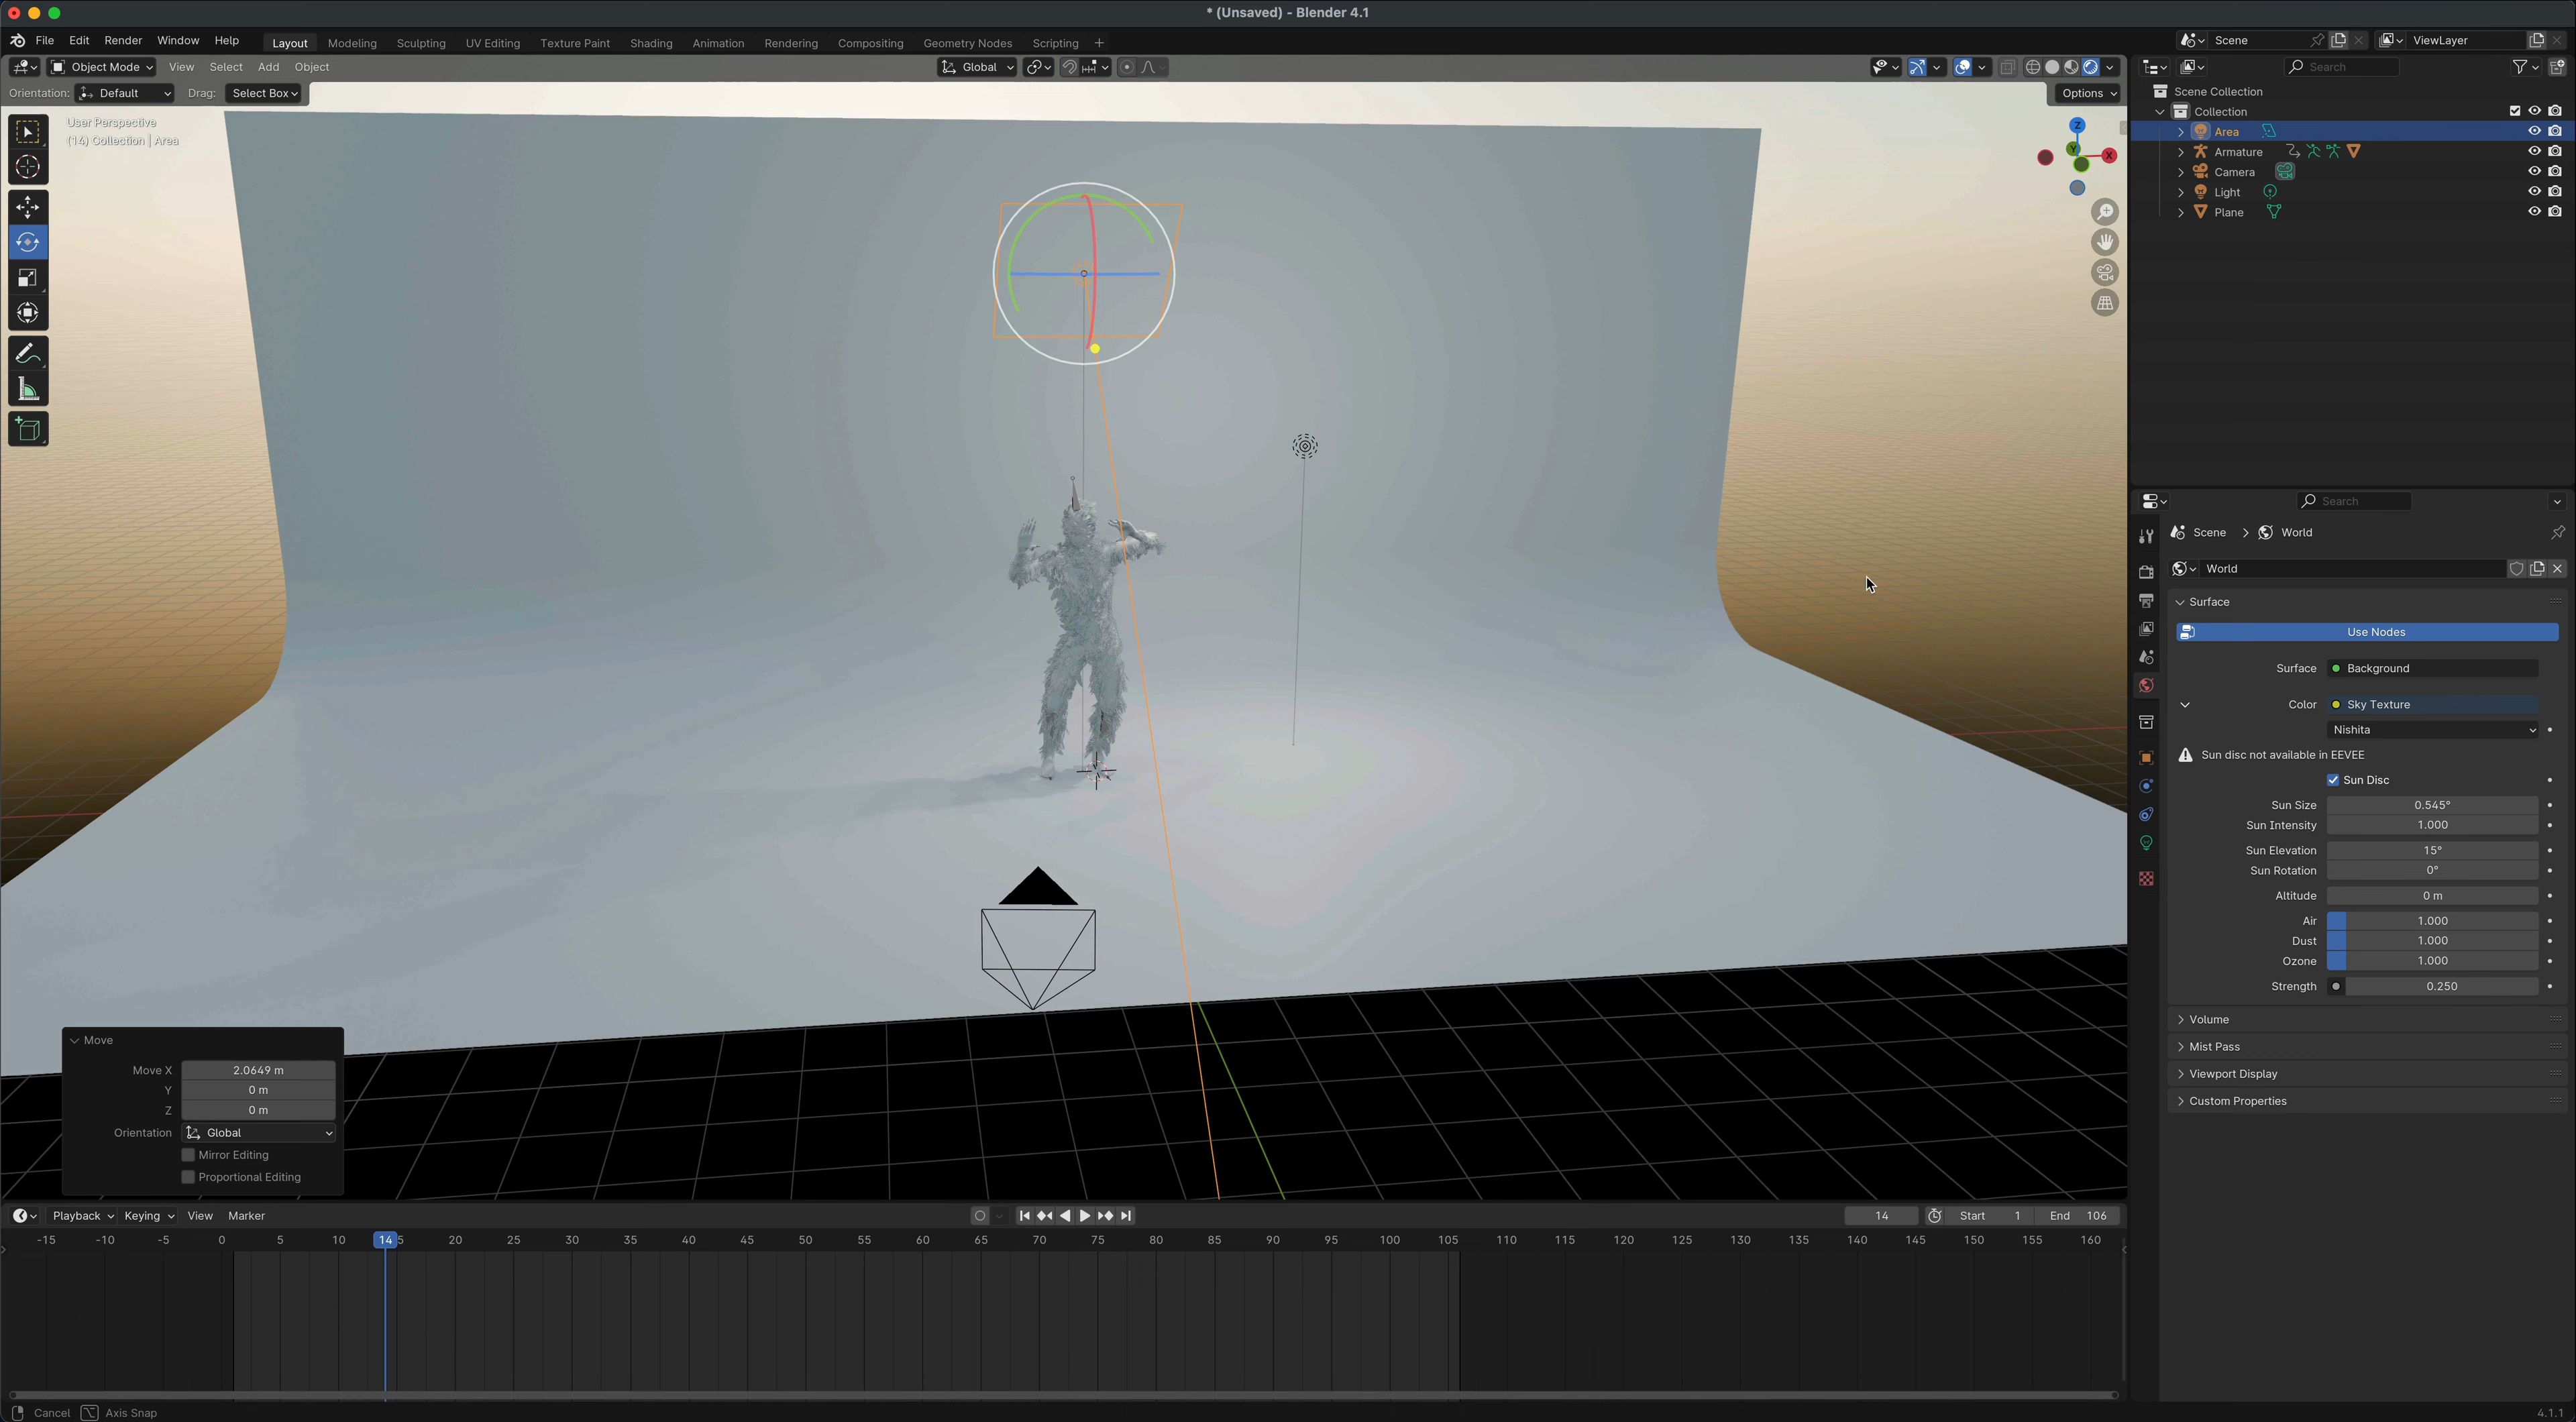 * (Unsaved) - Blender 4.1
File Edit Render Window Help Layout Modeling Sculpting UV Editing Texture Paint Shading Animation Rendering Compositing Geometry Nodes Scripting + Scene ViewLayer
Object Mode View Select Add Object Global Search
Orientation: Default Drag: Select Box Options
Scene Collection
Collection
User Perspective
(14) Collection | Area
Area
Armature
Camera
Light
Plane
Z
Y
X
Search
Scene > World
World
Surface
Use Nodes
Surface Background
Color Sky Texture
Nishita
Sun disc not available in EEVEE
Sun Disc
Sun Size 0.545°
Sun Intensity 1.000
Sun Elevation 15°
Sun Rotation 0°
Altitude 0 m
Air 1.000
Dust 1.000
Ozone 1.000
Strength 0.250
Volume
Mist Pass
Viewport Display
Custom Properties
Move
Move X 2.0649 m
Y 0 m
Z 0 m
Orientation Global
Mirror Editing
Proportional Editing
Playback Keying View Marker 14 Start 1 End 106
-15 -10 -5 0 5 10 14 5 20 25 30 35 40 45 50 55 60 65 70 75 80 85 90 95 100 105 110 115 120 125 130 135 140 145 150 155 160
Cancel Axis Snap 4.1.1